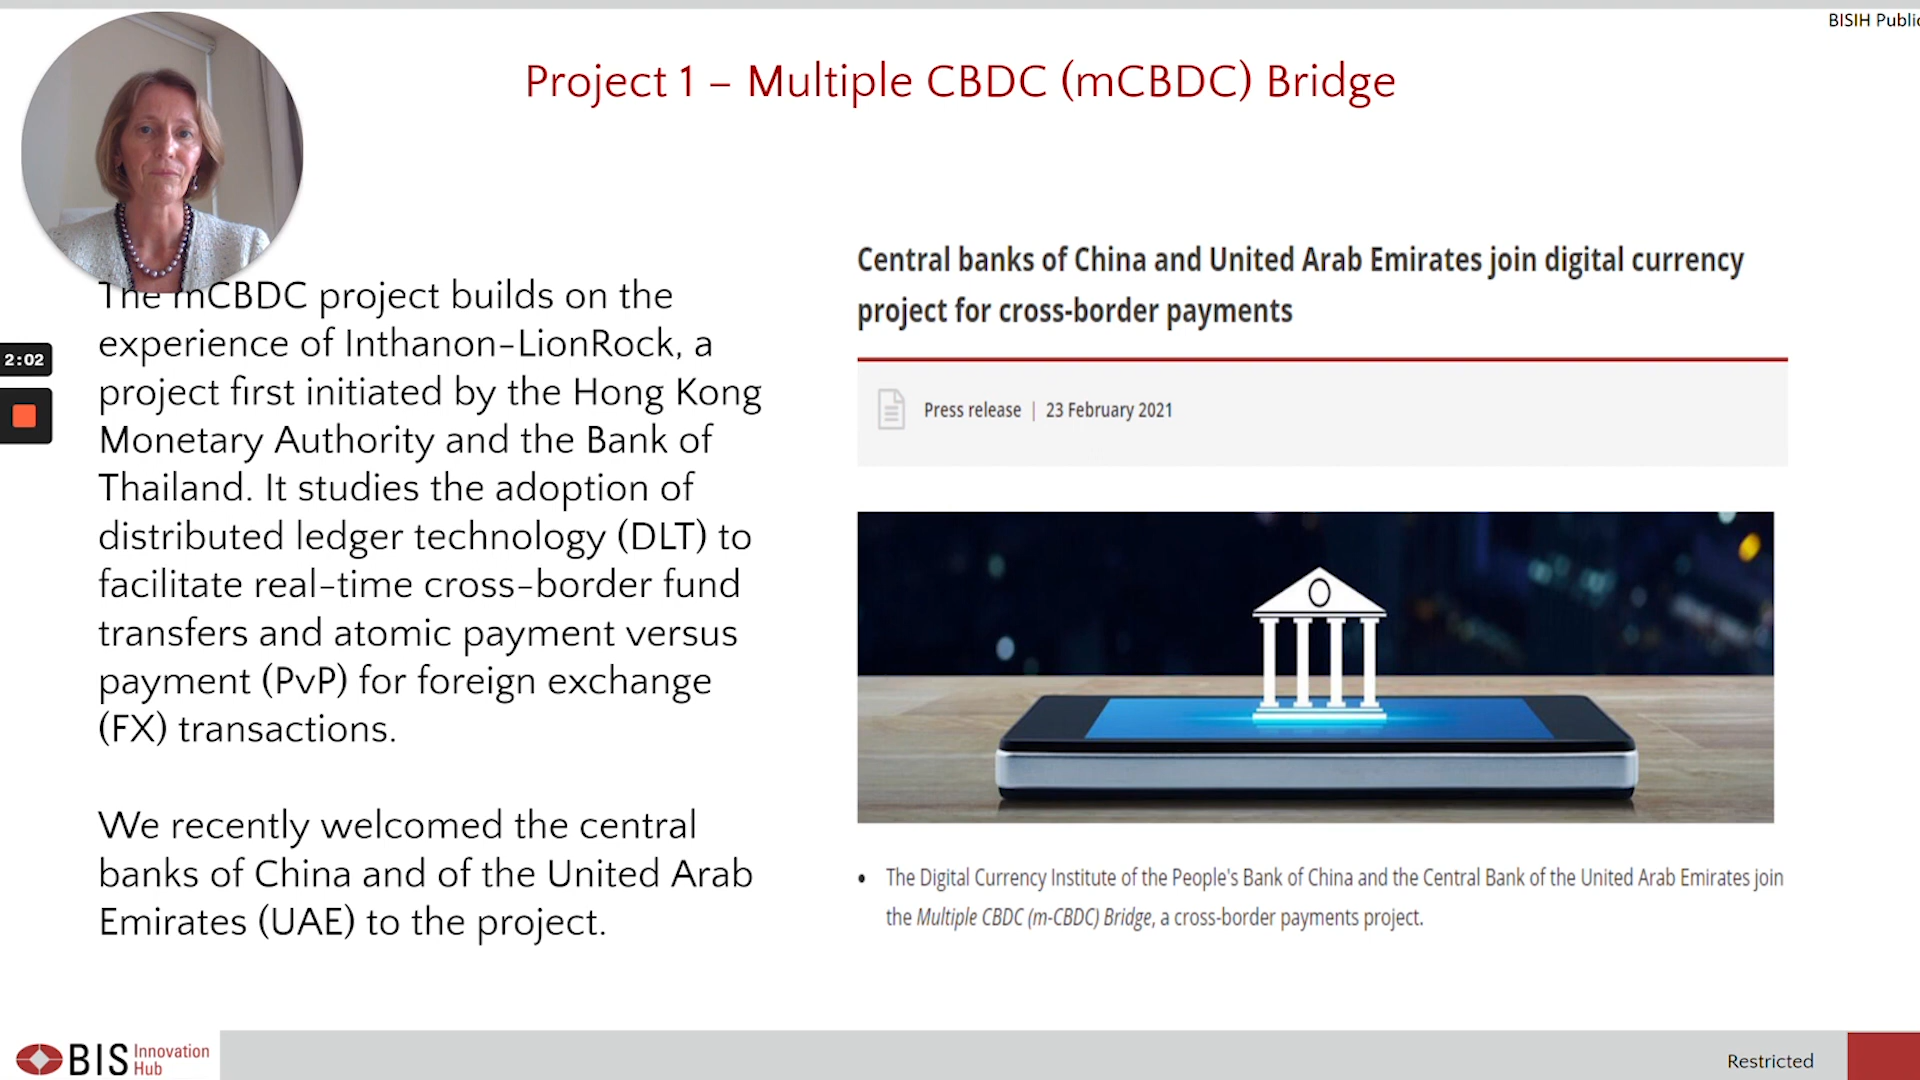 BISIH Public
Project 1 – Multiple CBDC (mCBDC) Bridge
The mCBDC project builds on the
experience of Inthanon-LionRock, a
project first initiated by the Hong Kong
Monetary Authority and the Bank of
Thailand. It studies the adoption of
distributed ledger technology (DLT) to
facilitate real-time cross-border fund
transfers and atomic payment versus
payment (PvP) for foreign exchange
(FX) transactions.
We recently welcomed the central
banks of China and of the United Arab
Emirates (UAE) to the project.
2:02
Central banks of China and United Arab Emirates join digital currency
project for cross-border payments
Press release | 23 February 2021
• The Digital Currency Institute of the People's Bank of China and the Central Bank of the United Arab Emirates join
the Multiple CBDC (m-CBDC) Bridge, a cross-border payments project.
BIS Innovation
Hub
Restricted